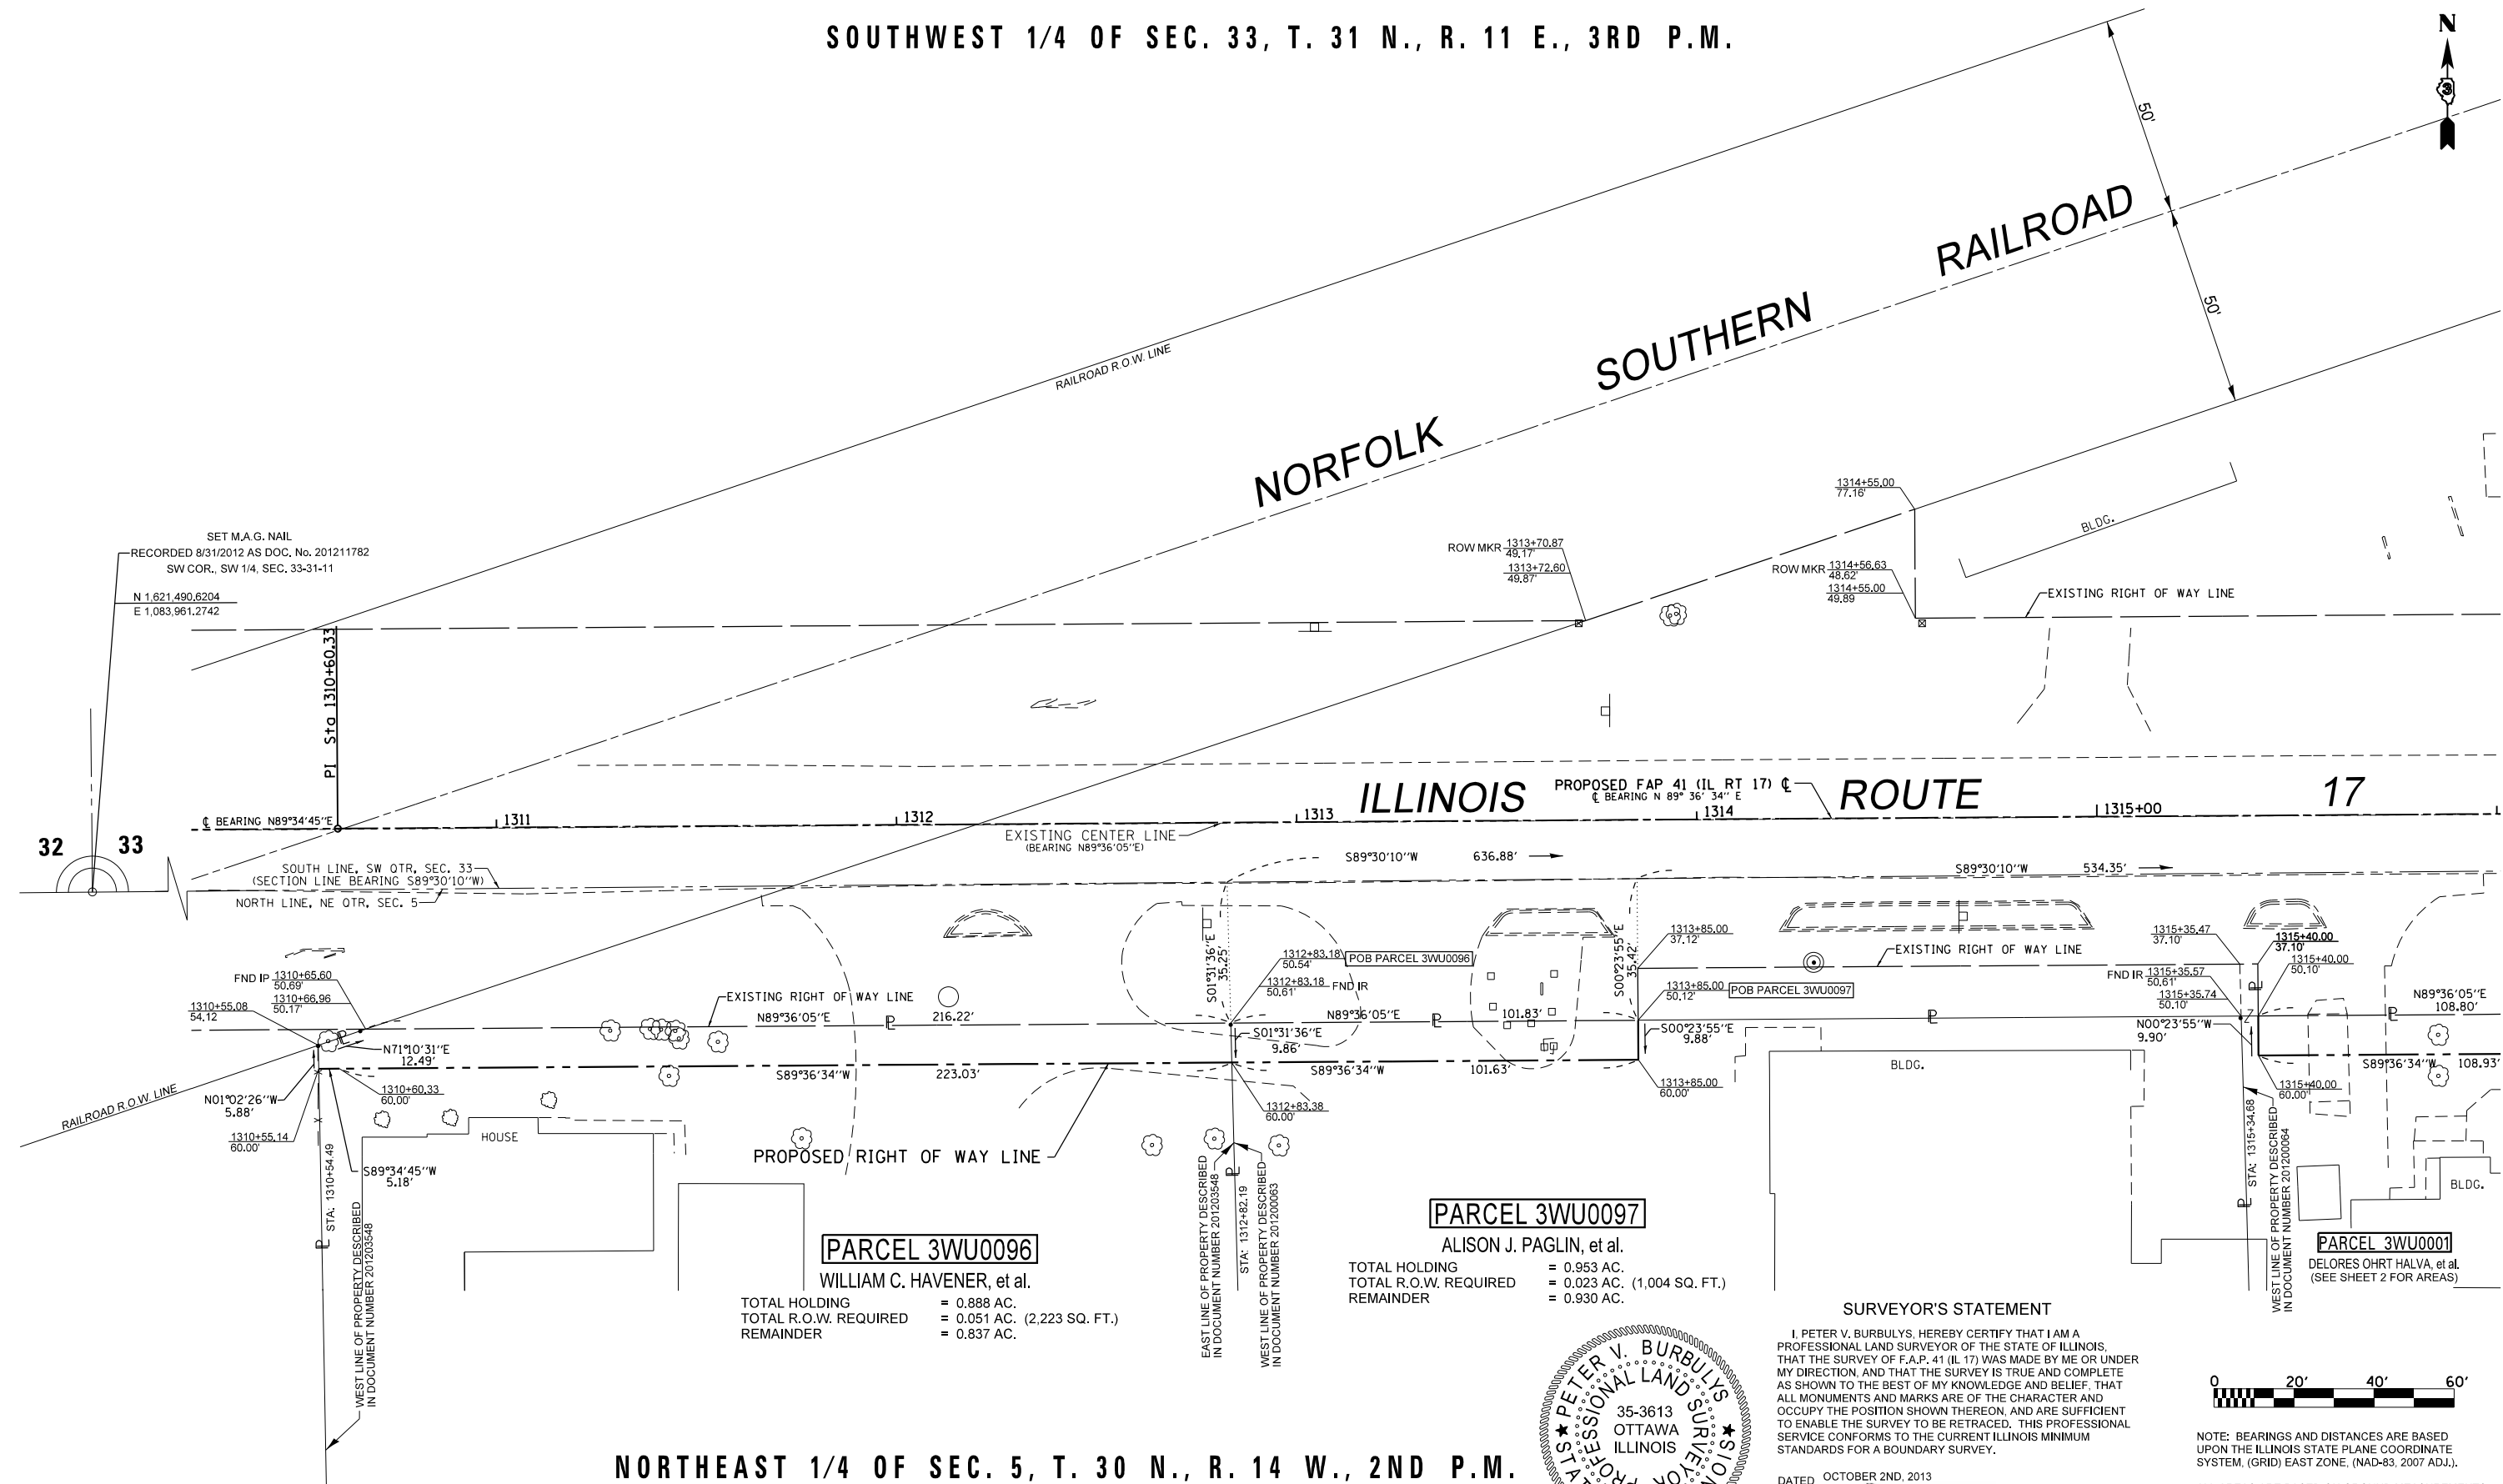 SOUTHWEST 1/4 OF SEC. 33, T. 31 N., R. 11 E., 3RD P.M.
N
3
50'
50'
NORFOLK SOUTHERN RAILROAD
RAILROAD R.O.W. LINE
SET M.A.G. NAIL
RECORDED 8/31/2012 AS DOC. No. 201211782
SW COR., SW 1/4, SEC. 33-31-11
N 1,621,490.6204
E 1,083,961.2742
PI Sta 1310+60.33
ROW MKR 1313+70.87
49.17'
1313+72.60
49.87'
1314+55.00
77.16'
BLDG.
ROW MKR 1314+56.63
48.62'
1314+55.00
49.89
EXISTING RIGHT OF WAY LINE
ILLINOIS ROUTE 17
PROPOSED FAP 41 (IL RT 17) ℄
℄ BEARING N 89° 36' 34" E
℄ BEARING N89°34'45"E
1311
1312
1313
1314
1315+00
EXISTING CENTER LINE
(BEARING N89°36'05"E)
32 33
SOUTH LINE, SW QTR, SEC. 33
(SECTION LINE BEARING S89°30'10"W)
NORTH LINE, NE QTR, SEC. 5
S89°30'10"W 636.88'
S89°30'10"W 534.35'
FND IP 1310+65.60
50.69'
1310+66.96
50.17'
1310+55.08
54.12
N71°10'31"E
12.49'
N01°02'26"W
5.88'
1310+60.33
60.00'
1310+55.14
60.00'
S89°34'45"W
5.18'
RAILROAD R.O.W. LINE
EXISTING RIGHT OF WAY LINE
N89°36'05"E 216.22'
S89°36'34"W 223.03'
S01°31'36"E
35.25'
1312+83.18
50.54'
POB PARCEL 3WU0096
1312+83.18
50.61'
FND IR
S01°31'36"E
9.86'
N89°36'05"E 101.83'
S89°36'34"W 101.63'
1312+83.38
60.00'
S00°23'55"E
35.42'
1313+85.00
37.12'
1313+85.00
50.12'
POB PARCEL 3WU0097
S00°23'55"E
9.88'
1313+85.00
60.00'
EXISTING RIGHT OF WAY LINE
1315+35.47
37.10'
1315+40.00
37.10'
1315+40.00
50.10'
FND IR 1315+35.57
50.61'
1315+35.74
50.10'
N00°23'55"W
9.90'
N89°36'05"E
108.80'
S89°36'34"W 108.93'
1315+40.00
60.00'
HOUSE
PROPOSED RIGHT OF WAY LINE
BLDG.
BLDG.
STA: 1310+54.49
WEST LINE OF PROPERTY DESCRIBED
IN DOCUMENT NUMBER 201203548
EAST LINE OF PROPERTY DESCRIBED
IN DOCUMENT NUMBER 201203548
STA: 1312+82.19
WEST LINE OF PROPERTY DESCRIBED
IN DOCUMENT NUMBER 201200063
STA: 1315+34.68
WEST LINE OF PROPERTY DESCRIBED
IN DOCUMENT NUMBER 201200064
PARCEL 3WU0096
WILLIAM C. HAVENER, et al.
TOTAL HOLDING = 0.888 AC.
TOTAL R.O.W. REQUIRED = 0.051 AC. (2,223 SQ. FT.)
REMAINDER = 0.837 AC.
PARCEL 3WU0097
ALISON J. PAGLIN, et al.
TOTAL HOLDING = 0.953 AC.
TOTAL R.O.W. REQUIRED = 0.023 AC. (1,004 SQ. FT.)
REMAINDER = 0.930 AC.
PARCEL 3WU0001
DELORES OHRT HALVA, et al.
(SEE SHEET 2 FOR AREAS)
SURVEYOR'S STATEMENT
I, PETER V. BURBULYS, HEREBY CERTIFY THAT I AM A
PROFESSIONAL LAND SURVEYOR OF THE STATE OF ILLINOIS,
THAT THE SURVEY OF F.A.P. 41 (IL 17) WAS MADE BY ME OR UNDER
MY DIRECTION, AND THAT THE SURVEY IS TRUE AND COMPLETE
AS SHOWN TO THE BEST OF MY KNOWLEDGE AND BELIEF, THAT
ALL MONUMENTS AND MARKS ARE OF THE CHARACTER AND
OCCUPY THE POSITION SHOWN THEREON, AND ARE SUFFICIENT
TO ENABLE THE SURVEY TO BE RETRACED. THIS PROFESSIONAL
SERVICE CONFORMS TO THE CURRENT ILLINOIS MINIMUM
STANDARDS FOR A BOUNDARY SURVEY.
DATED OCTOBER 2ND, 2013
PETER V. BURBULYS
PROFESSIONAL LAND SURVEYOR
35-3613
OTTAWA
ILLINOIS
0 20' 40' 60'
NOTE: BEARINGS AND DISTANCES ARE BASED
UPON THE ILLINOIS STATE PLANE COORDINATE
SYSTEM, (GRID) EAST ZONE, (NAD-83, 2007 ADJ.).
NORTHEAST 1/4 OF SEC. 5, T. 30 N., R. 14 W., 2ND P.M.